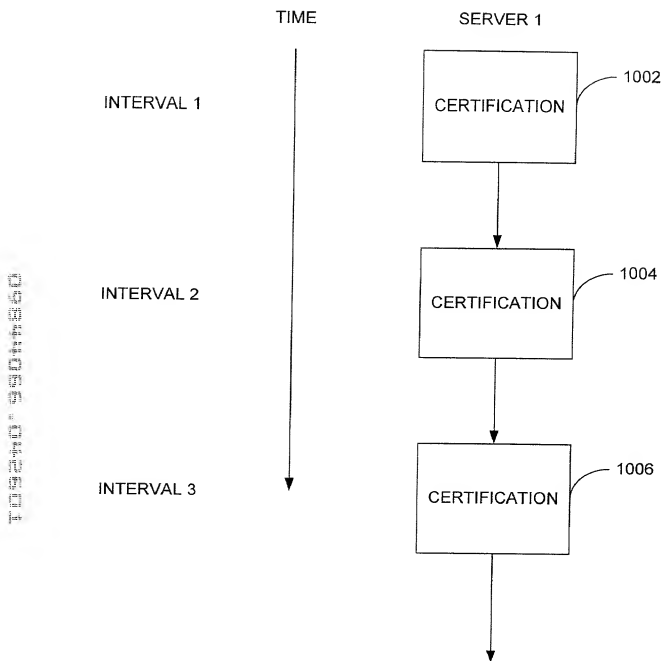 TIME
SERVER 1
INTERVAL 1
CERTIFICATION
1002
INTERVAL 2
CERTIFICATION
1004
INTERVAL 3
CERTIFICATION
1006